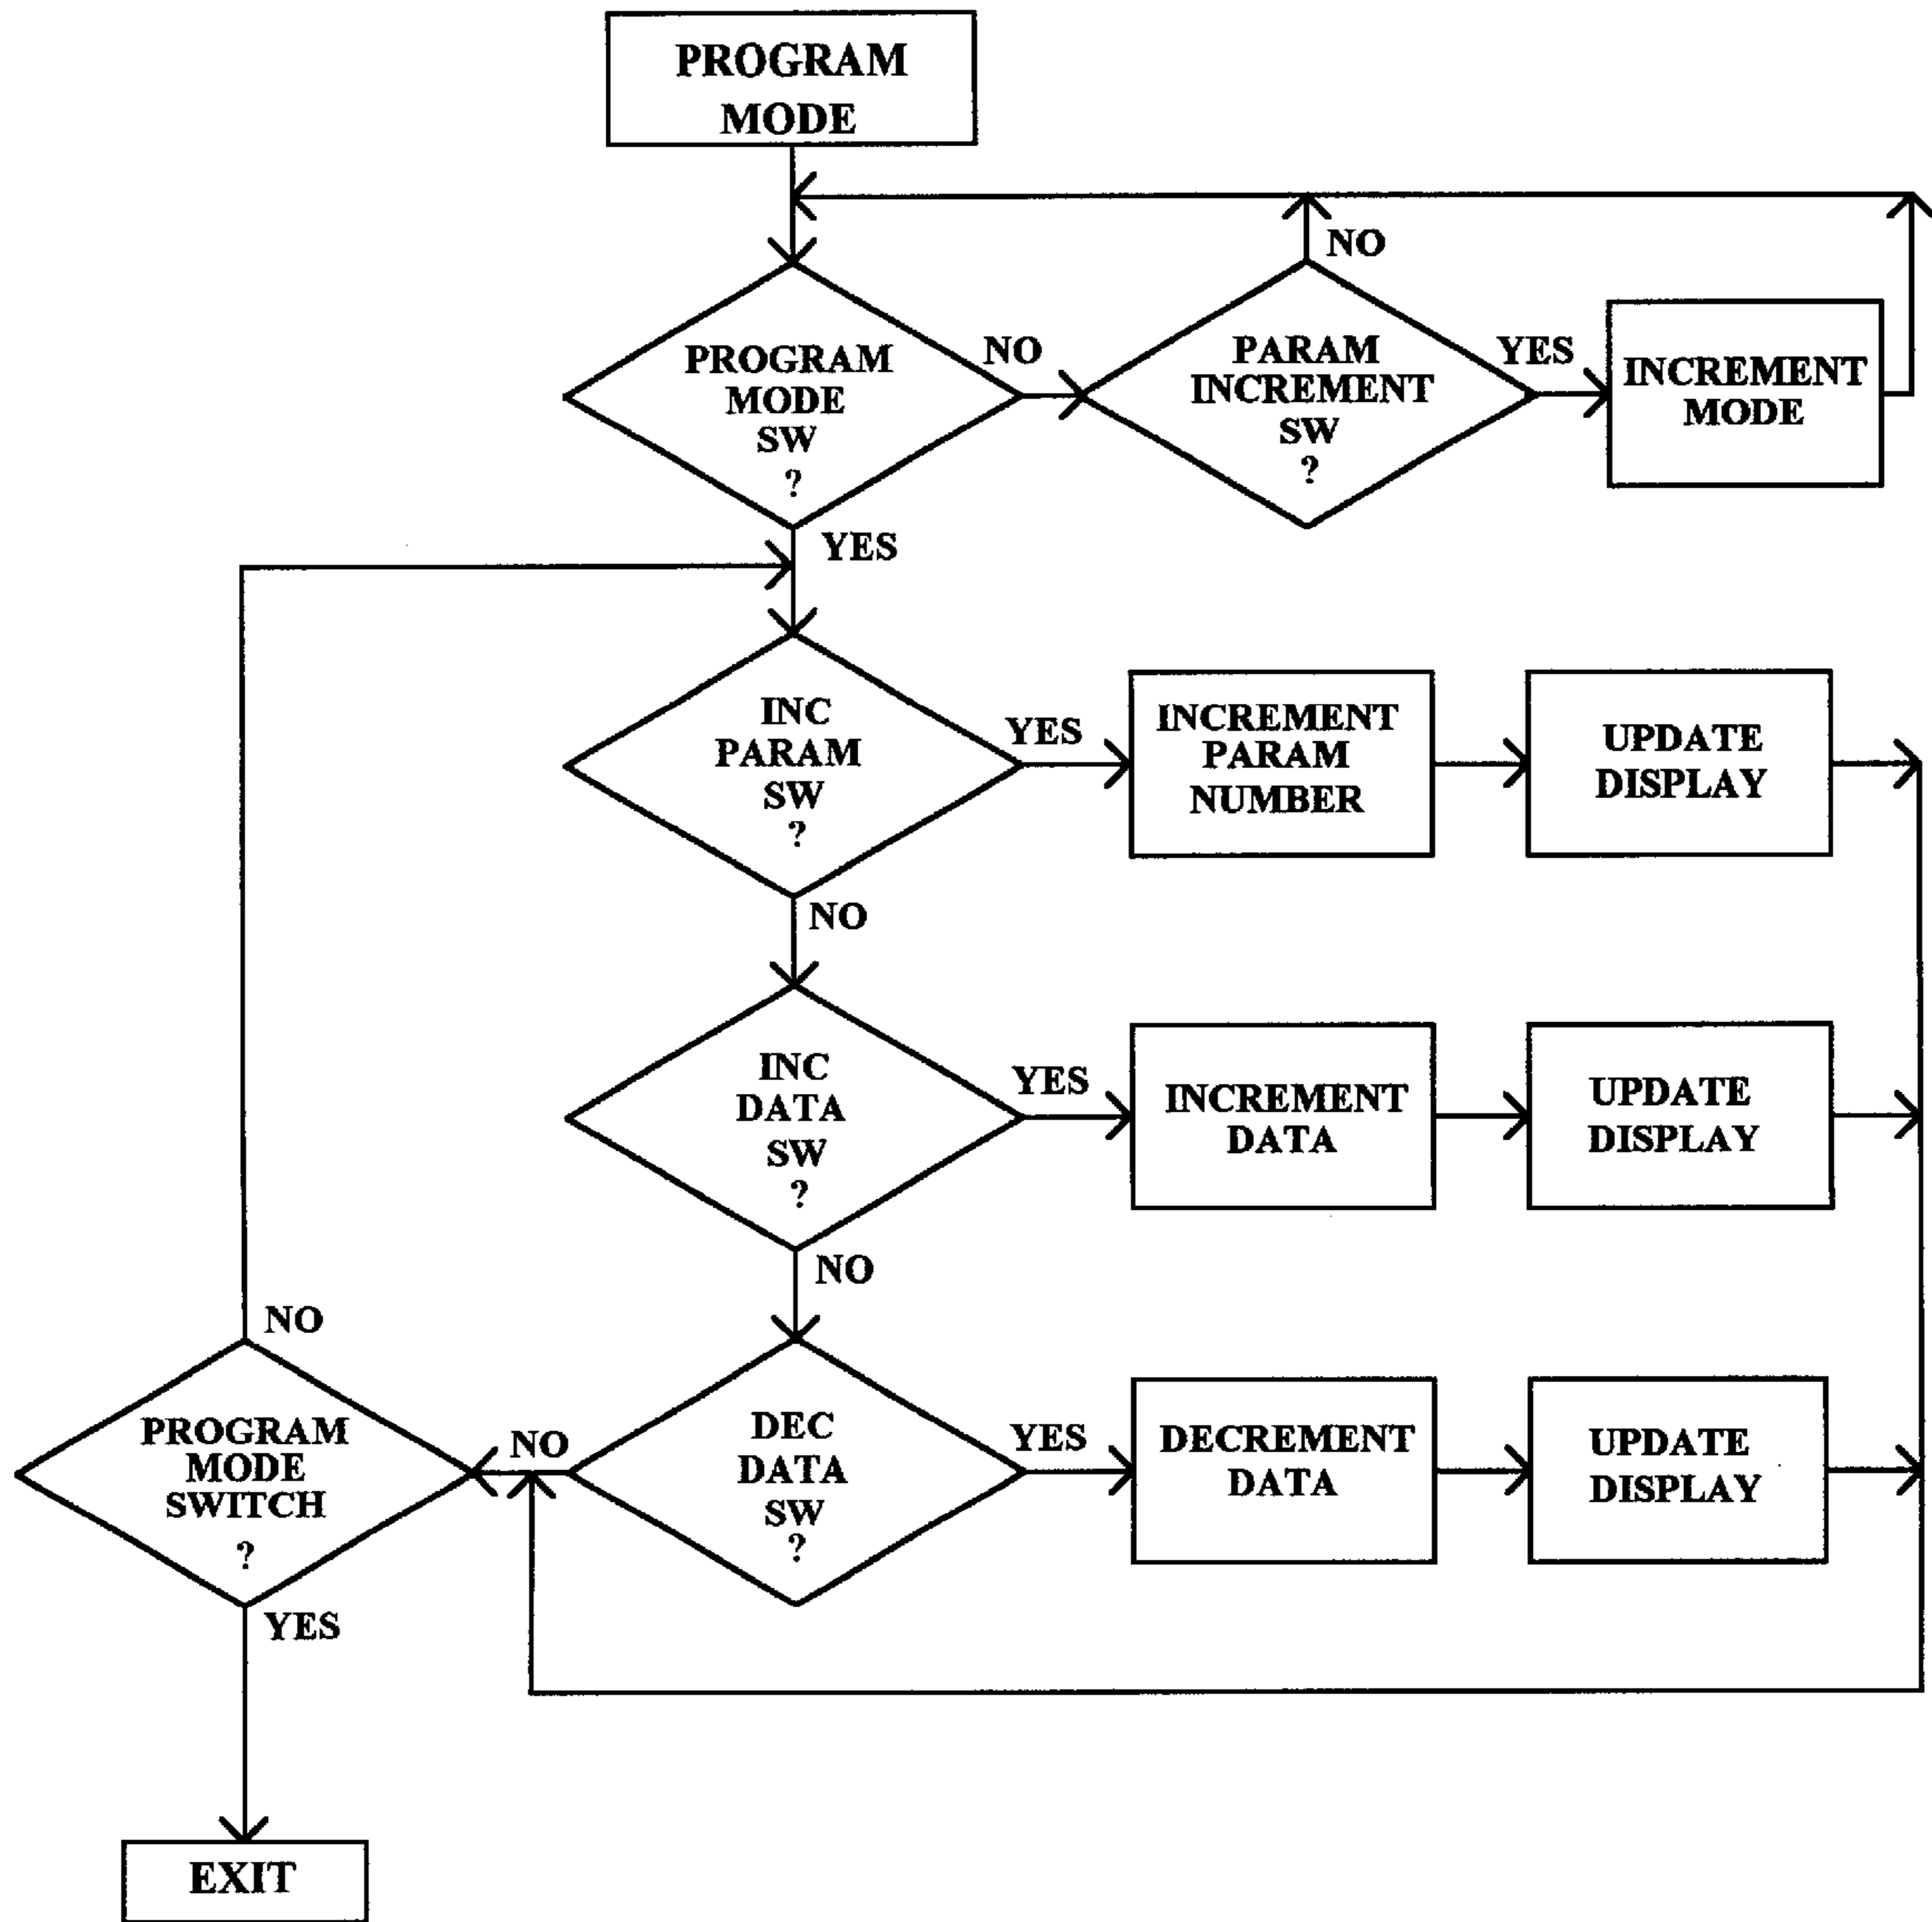 PROGRAM
MODE
NO
PROGRAM
MODE
SW
?
NO
PARAM
INCREMENT
SW
?
YES
INCREMENT
MODE
YES
INC
PARAM
SW
?
YES
INCREMENT
PARAM
NUMBER
UPDATE
DISPLAY
NO
INC
DATA
SW
?
YES
INCREMENT
DATA
UPDATE
DISPLAY
NO
NO
PROGRAM
MODE
SWITCH
?
NO
DEC
DATA
SW
?
YES
DECREMENT
DATA
UPDATE
DISPLAY
YES
EXIT